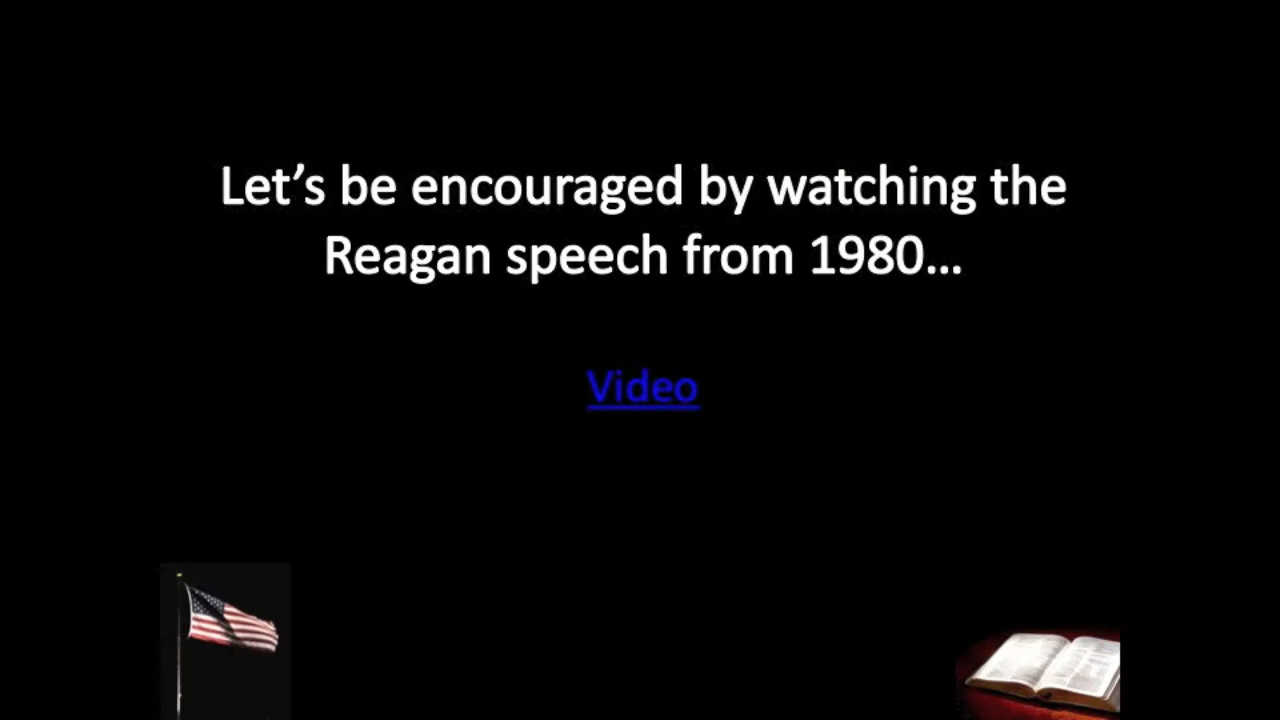 Let’s be encouraged by watching the
Reagan speech from 1980…
Video